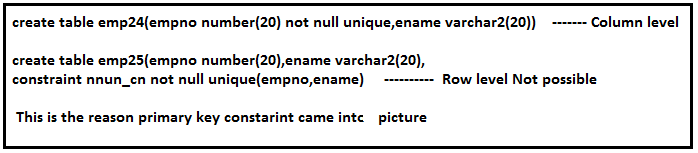 create table emp24(empno number(20) not null unique,ename varchar2(20)) ------- Column level
create table emp25(empno number(20),ename varchar2(20),
constraint nnun_cn not null unique(empno,ename) ---------- Row level Not possible
This is the reason primary key constarint came intc picture